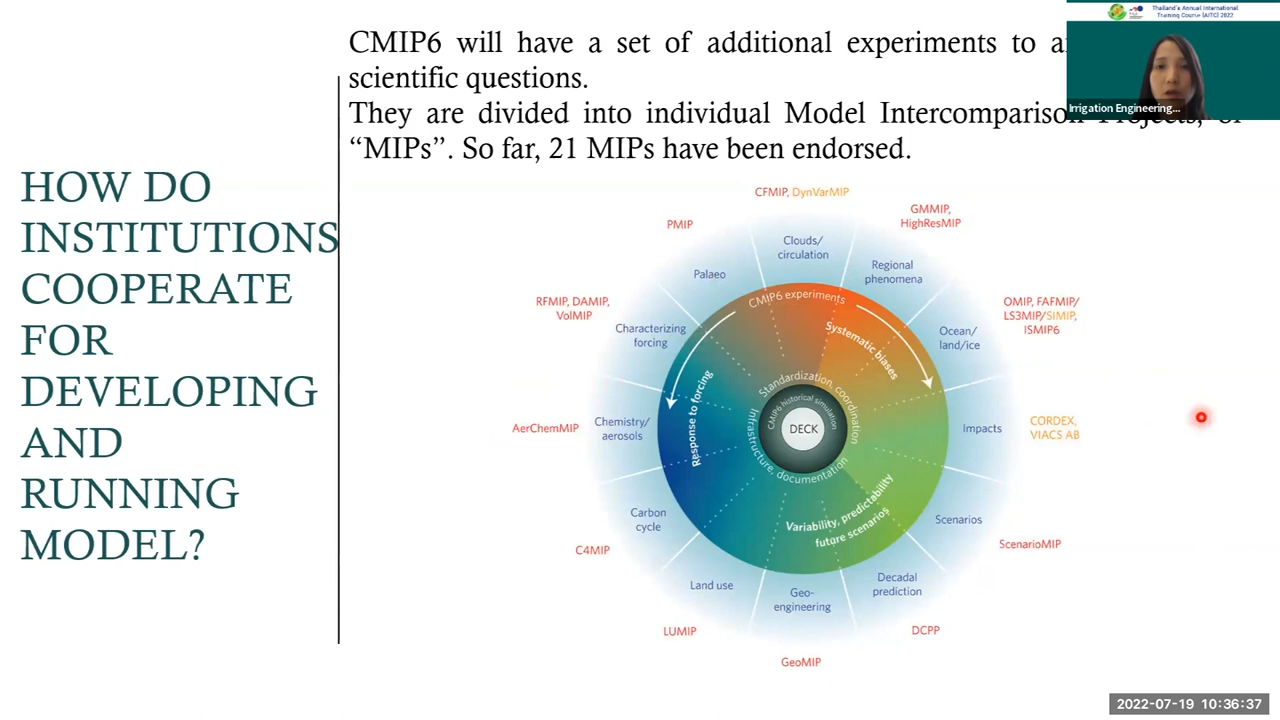 Thailand's Annual International
Training Course (AITC) 2022
Irrigation Engineering...
CMIP6 will have a set of additional experiments to
scientific questions.
They are divided into individual Model Intercomparison Projects, or
“MIPs”. So far, 21 MIPs have been endorsed.
HOW DO
INSTITUTIONS
COOPERATE
FOR
DEVELOPING
AND
RUNNING
MODEL?
CFMIP, DynVarMIP
GMMIP,
HighResMIP
PMIP
Clouds/
circulation
Regional
phenomena
Palaeo
RFMIP, DAMIP,
VolMIP
OMIP, FAFMIP/
LS3MIP/SIMIP,
ISMIP6
Characterizing
forcing
Ocean/
land/ice
CMIP6 experiments
Systematic biases
Response to forcing
Standardization, coordination
Infrastructure, documentation
CMIP6 historical simulation
DECK
AerChemMIP
Chemistry/
aerosols
Impacts
CORDEX,
VIACS AB
Variability, predictability
future scenarios
Carbon
cycle
Scenarios
C4MIP
ScenarioMIP
Land use
Geo-
engineering
Decadal
prediction
LUMIP
DCPP
GeoMIP
2022-07-19 10:36:37